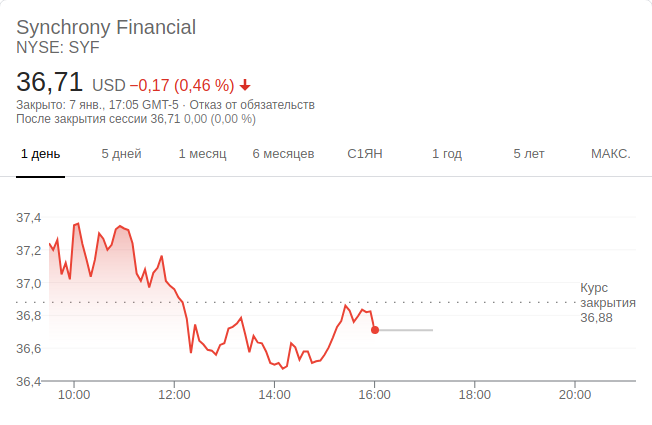 Synchrony Financial
NYSE: SYF
36,71 USD −0,17 (0,46 %)
Закрыто: 7 янв., 17:05 GMT-5 · Отказ от обязательств
После закрытия сессии 36,71 0,00 (0,00 %)
1 день 5 дней 1 месяц 6 месяцев С1ЯН 1 год 5 лет МАКС.
37,4
37,2
37,0
36,8
36,6
36,4
Курс
закрытия
36,88
10:00 12:00 14:00 16:00 18:00 20:00